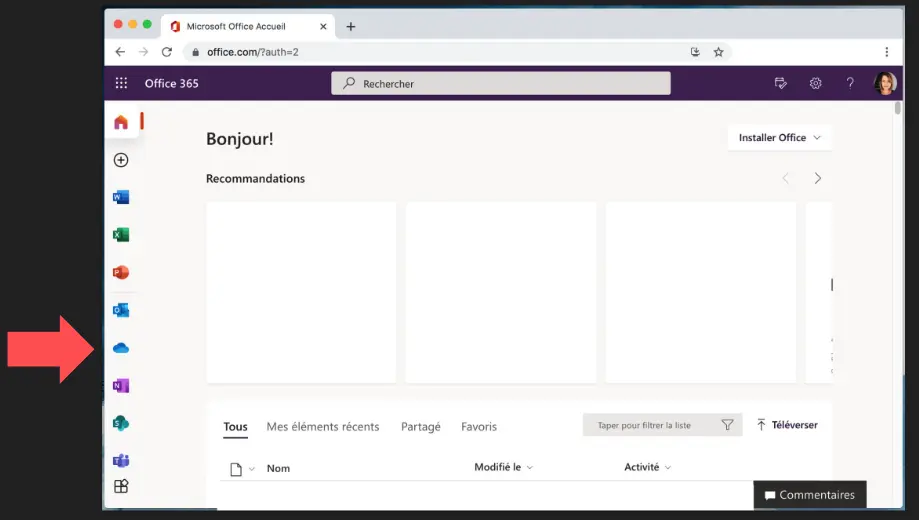 Microsoft Office Accueil
office.com/?auth=2
Office 365
Rechercher
Bonjour!
Installer Office
Recommandations
Tous
Mes éléments récents
Partagé
Favoris
Taper pour filtrer la liste
Téléverser
Nom
Modifié le
Activité
Commentaires